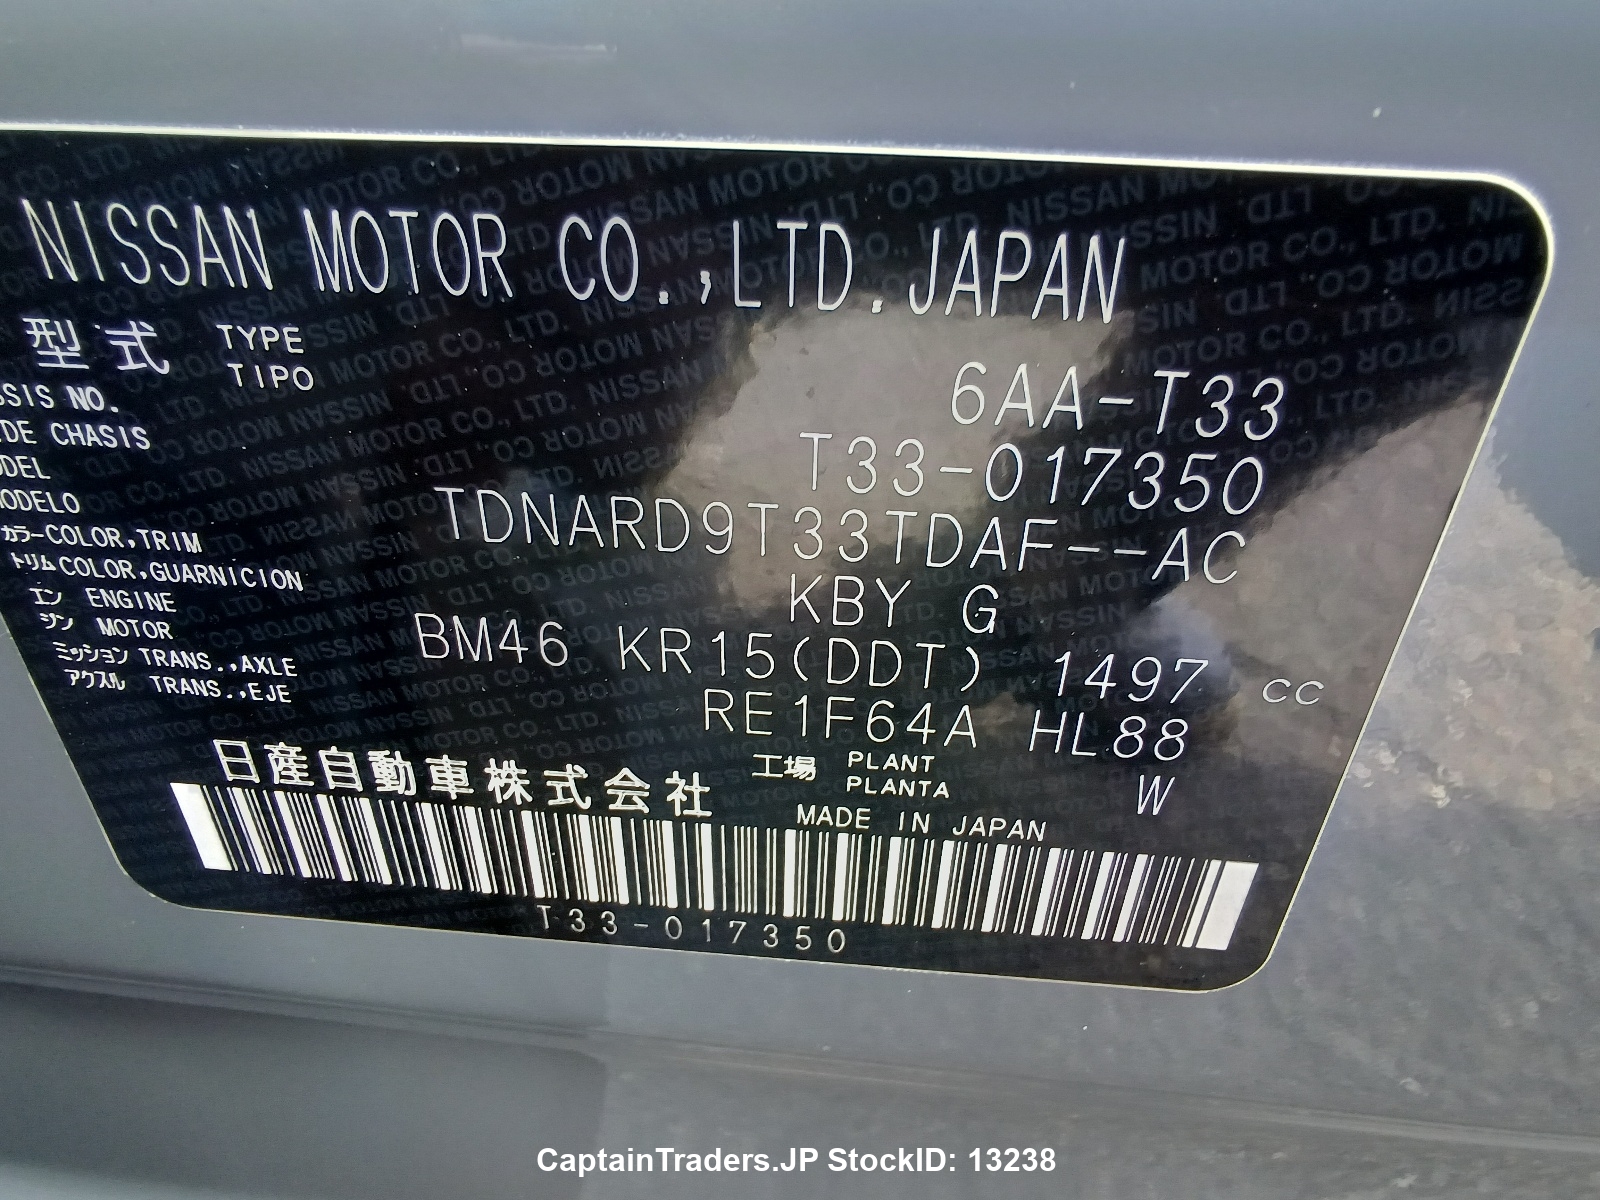 NISSAN MOTOR CO.,LTD.JAPAN
型式 TYPE
TIPO
6AA-T33
SSIS NO.
DE CHASIS
T33-017350
DEL
ODELO
TDNARD9T33TDAF--AC
カラー COLOR,TRIM
トリム COLOR,GUARNICION
KBY G
エン ENGINE
ジン MOTOR
BM46 KR15(DDT) 1497 CC
ミッション TRANS.,AXLE
アクスル TRANS.,EJE
RE1F64A HL88
日産自動車株式会社
工場 PLANT
PLANTA
W
MADE IN JAPAN
T33-017350
CaptainTraders.JP StockID: 13238